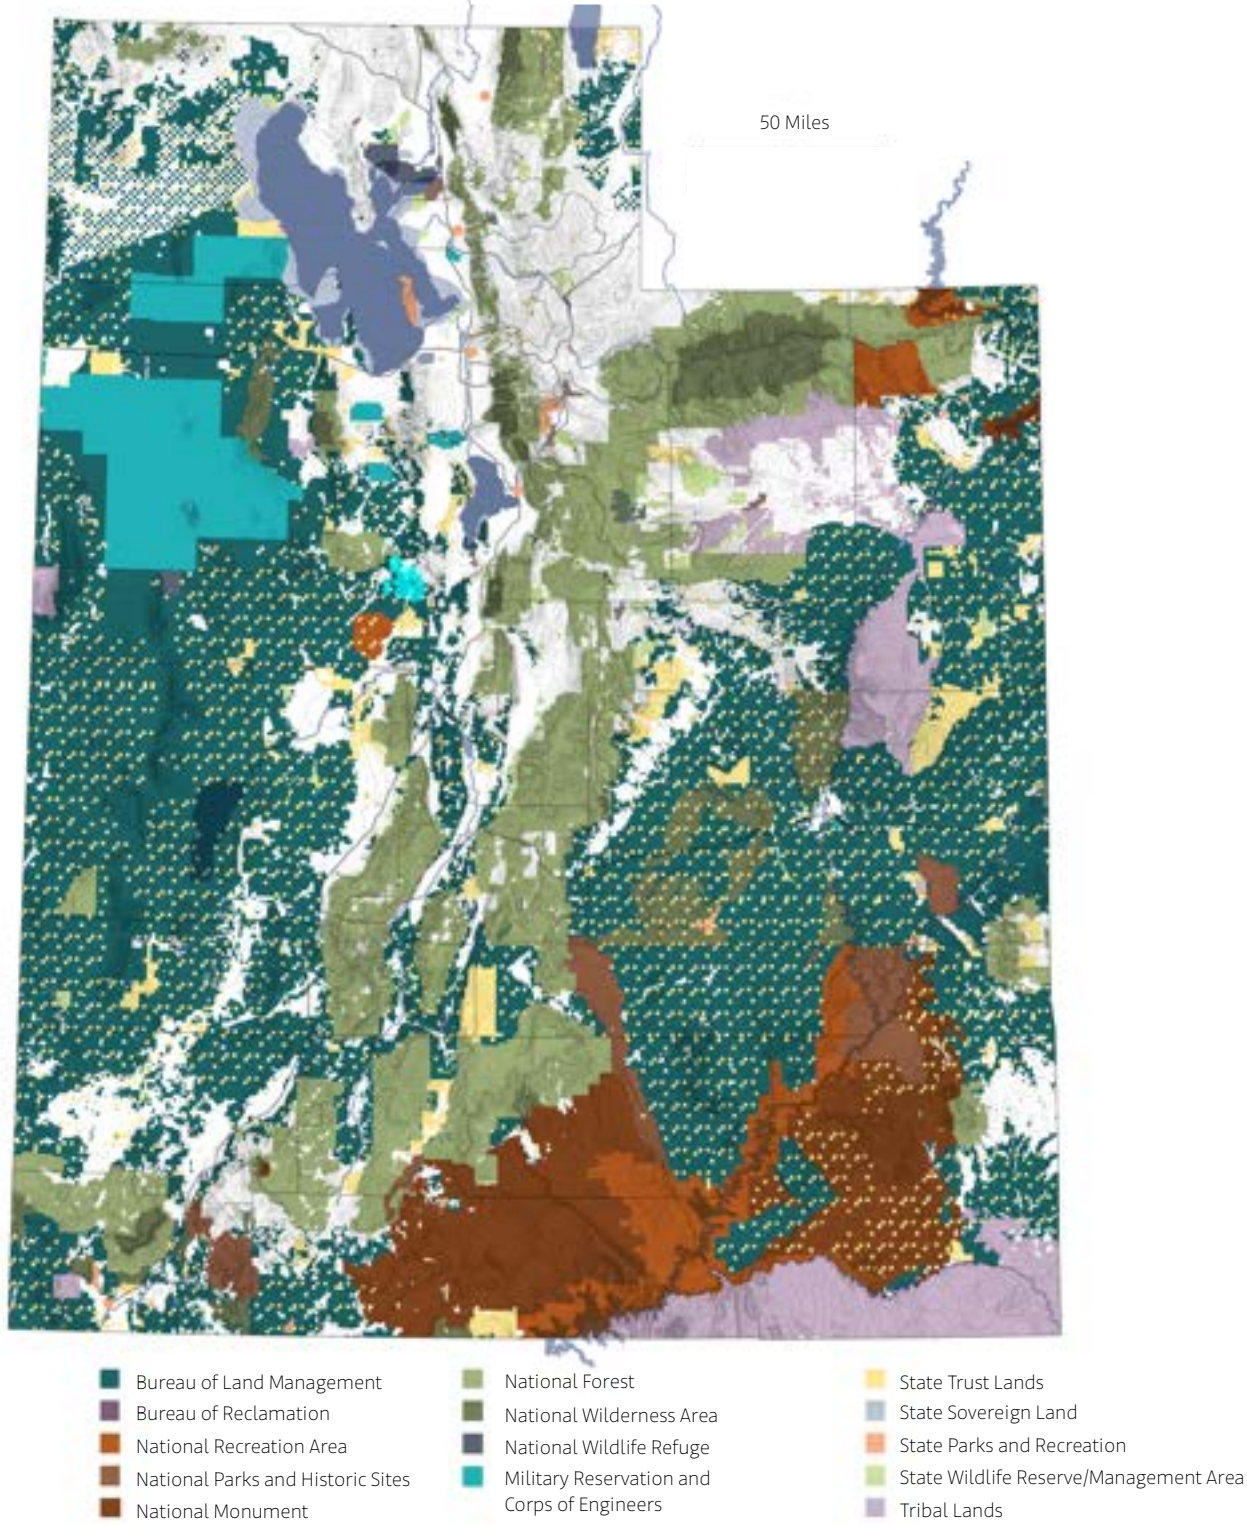 50 Miles
Bureau of Land Management
Bureau of Reclamation
National Recreation Area
National Parks and Historic Sites
National Monument
National Forest
National Wilderness Area
National Wildlife Refuge
Military Reservation and
Corps of Engineers
State Trust Lands
State Sovereign Land
State Parks and Recreation
State Wildlife Reserve/Management Area
Tribal Lands